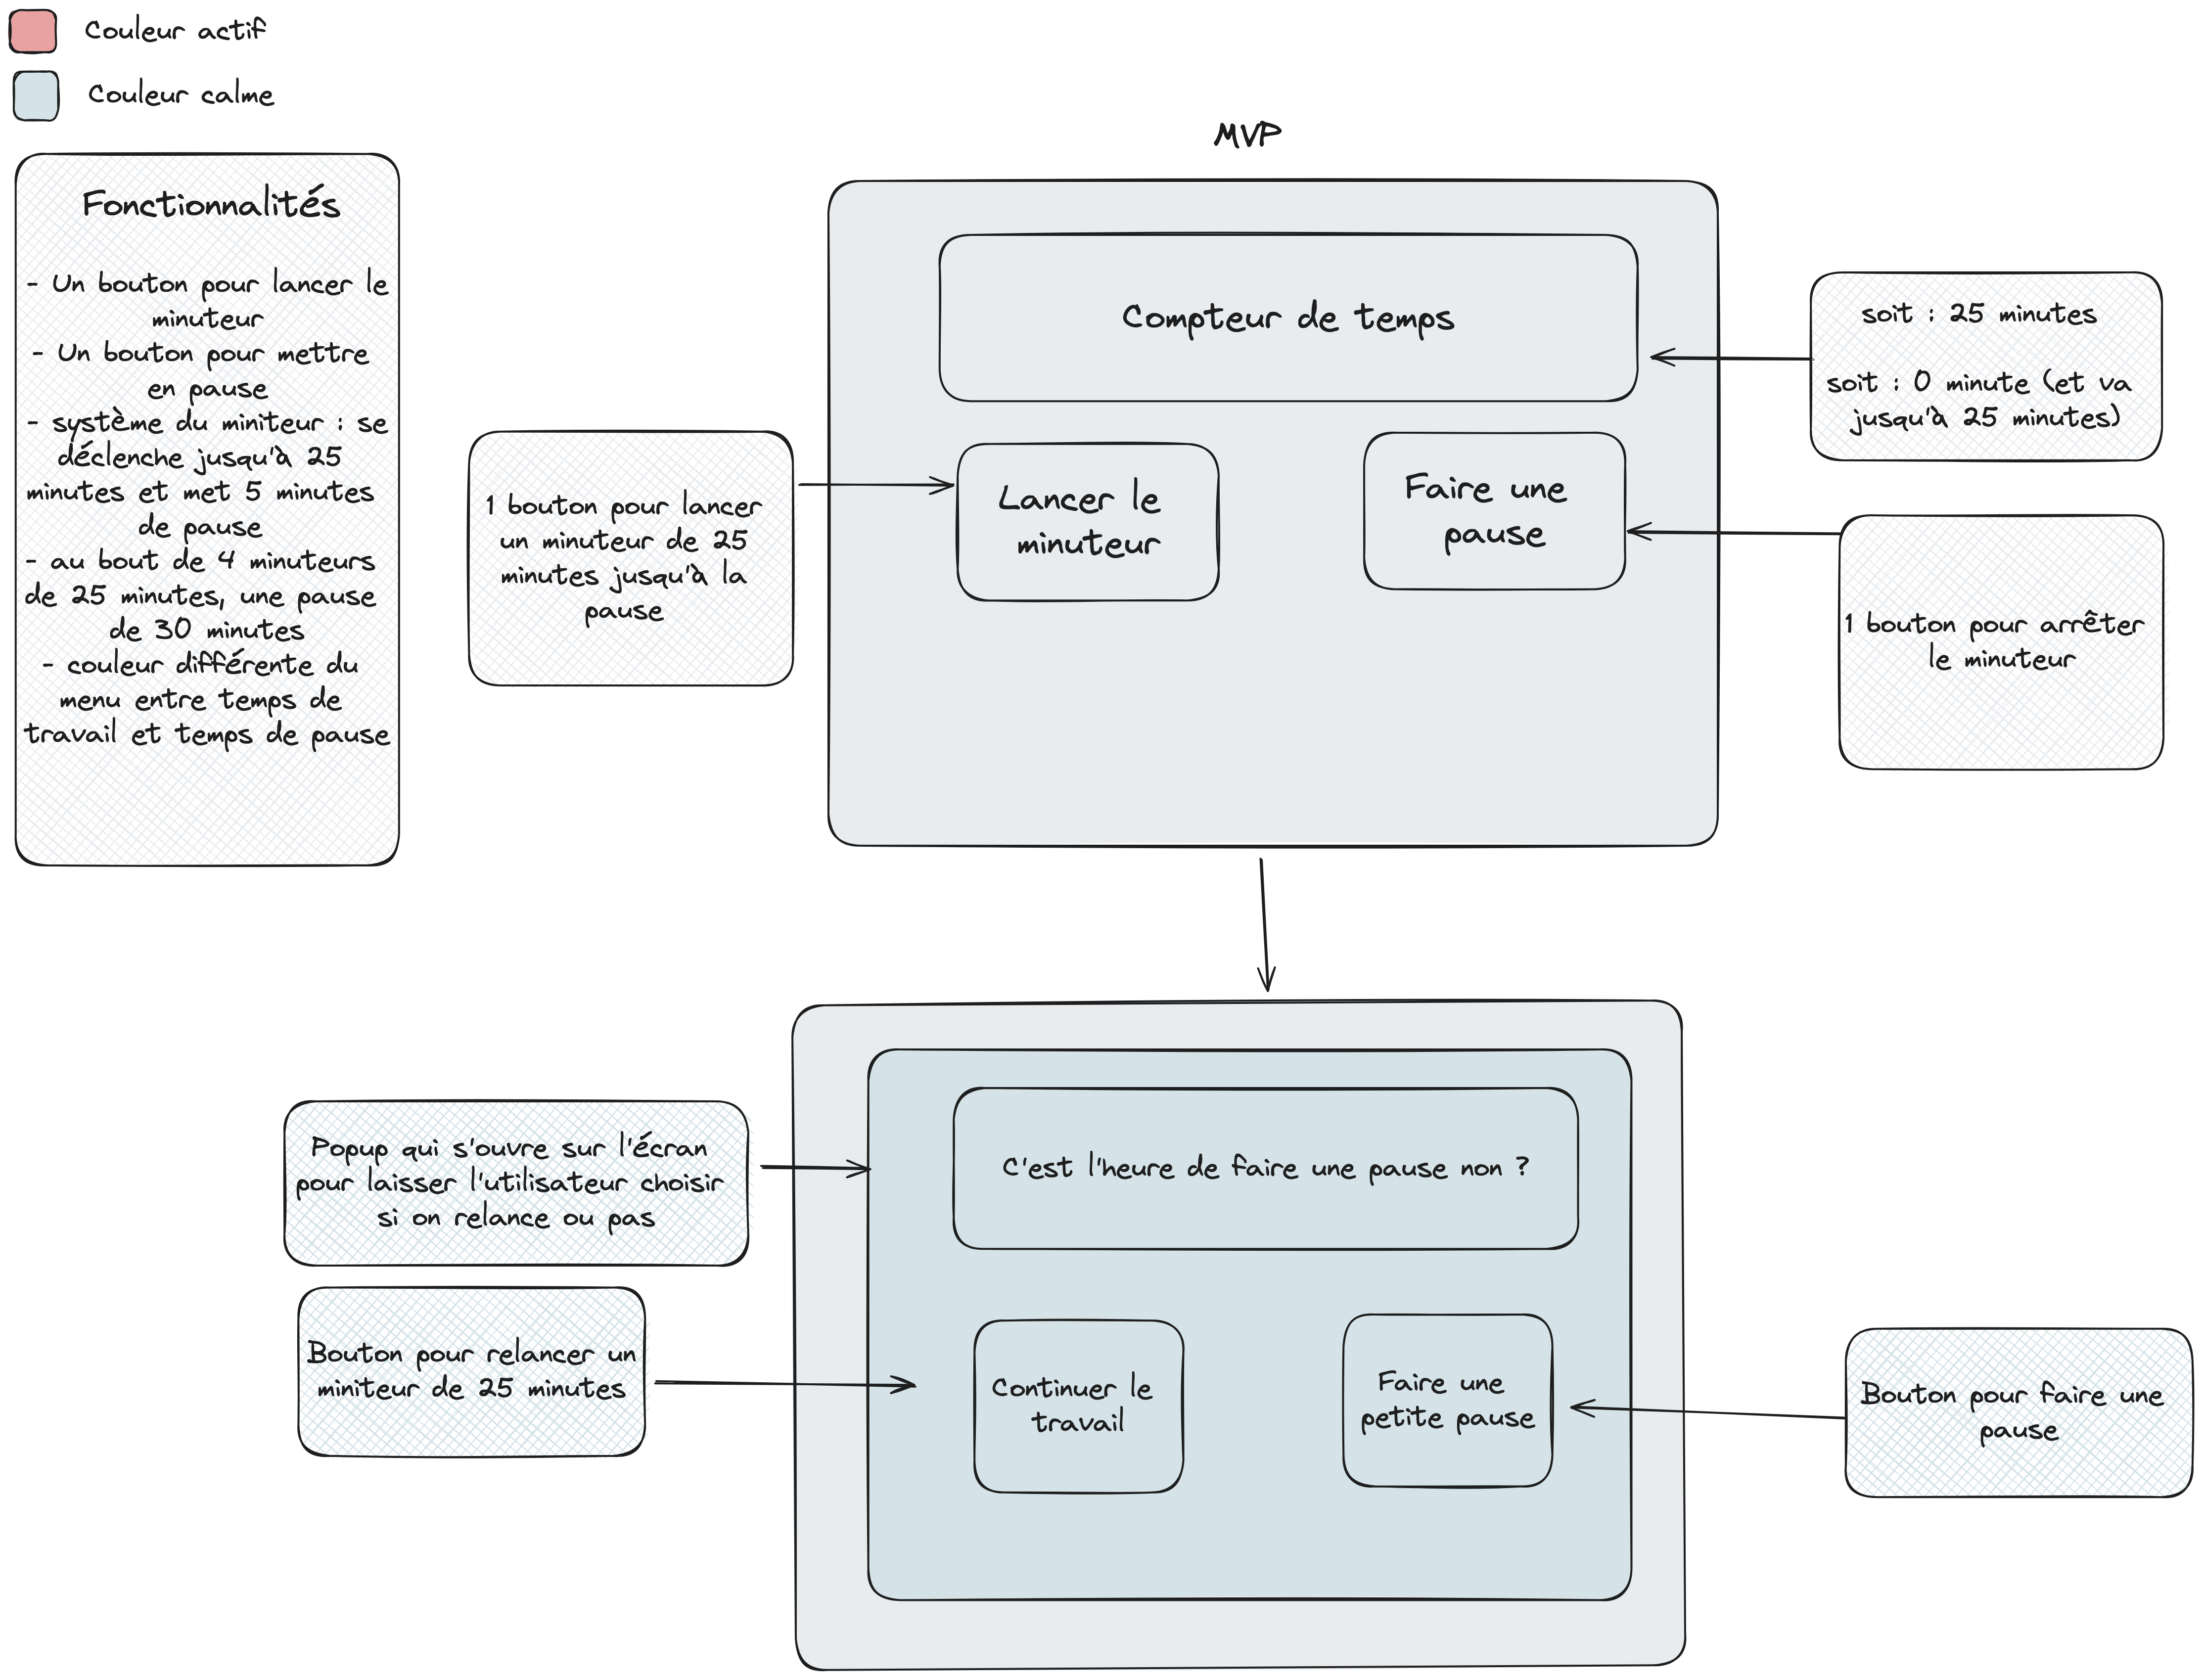 Couleur actif
Couleur calme
MVP
Fonctionnalités
- Un bouton pour lancer le
minuteur
- Un bouton pour mettre
en pause
- système du miniteur : se
déclenche jusqu'à 25
minutes et met 5 minutes
de pause
- au bout de 4 minuteurs
de 25 minutes, une pause
de 30 minutes
- couleur différente du
menu entre temps de
travail et temps de pause
1 bouton pour lancer
un minuteur de 25
minutes jusqu'à la
pause
Compteur de temps
Lancer le
minuteur
Faire une
pause
soit : 25 minutes
soit : 0 minute (et va
jusqu'à 25 minutes)
1 bouton pour arrêter
le minuteur
Popup qui s'ouvre sur l'écran
pour laisser l'utilisateur choisir
si on relance ou pas
Bouton pour relancer un
miniteur de 25 minutes
C'est l'heure de faire une pause non ?
Continuer le
travail
Faire une
petite pause
Bouton pour faire une
pause